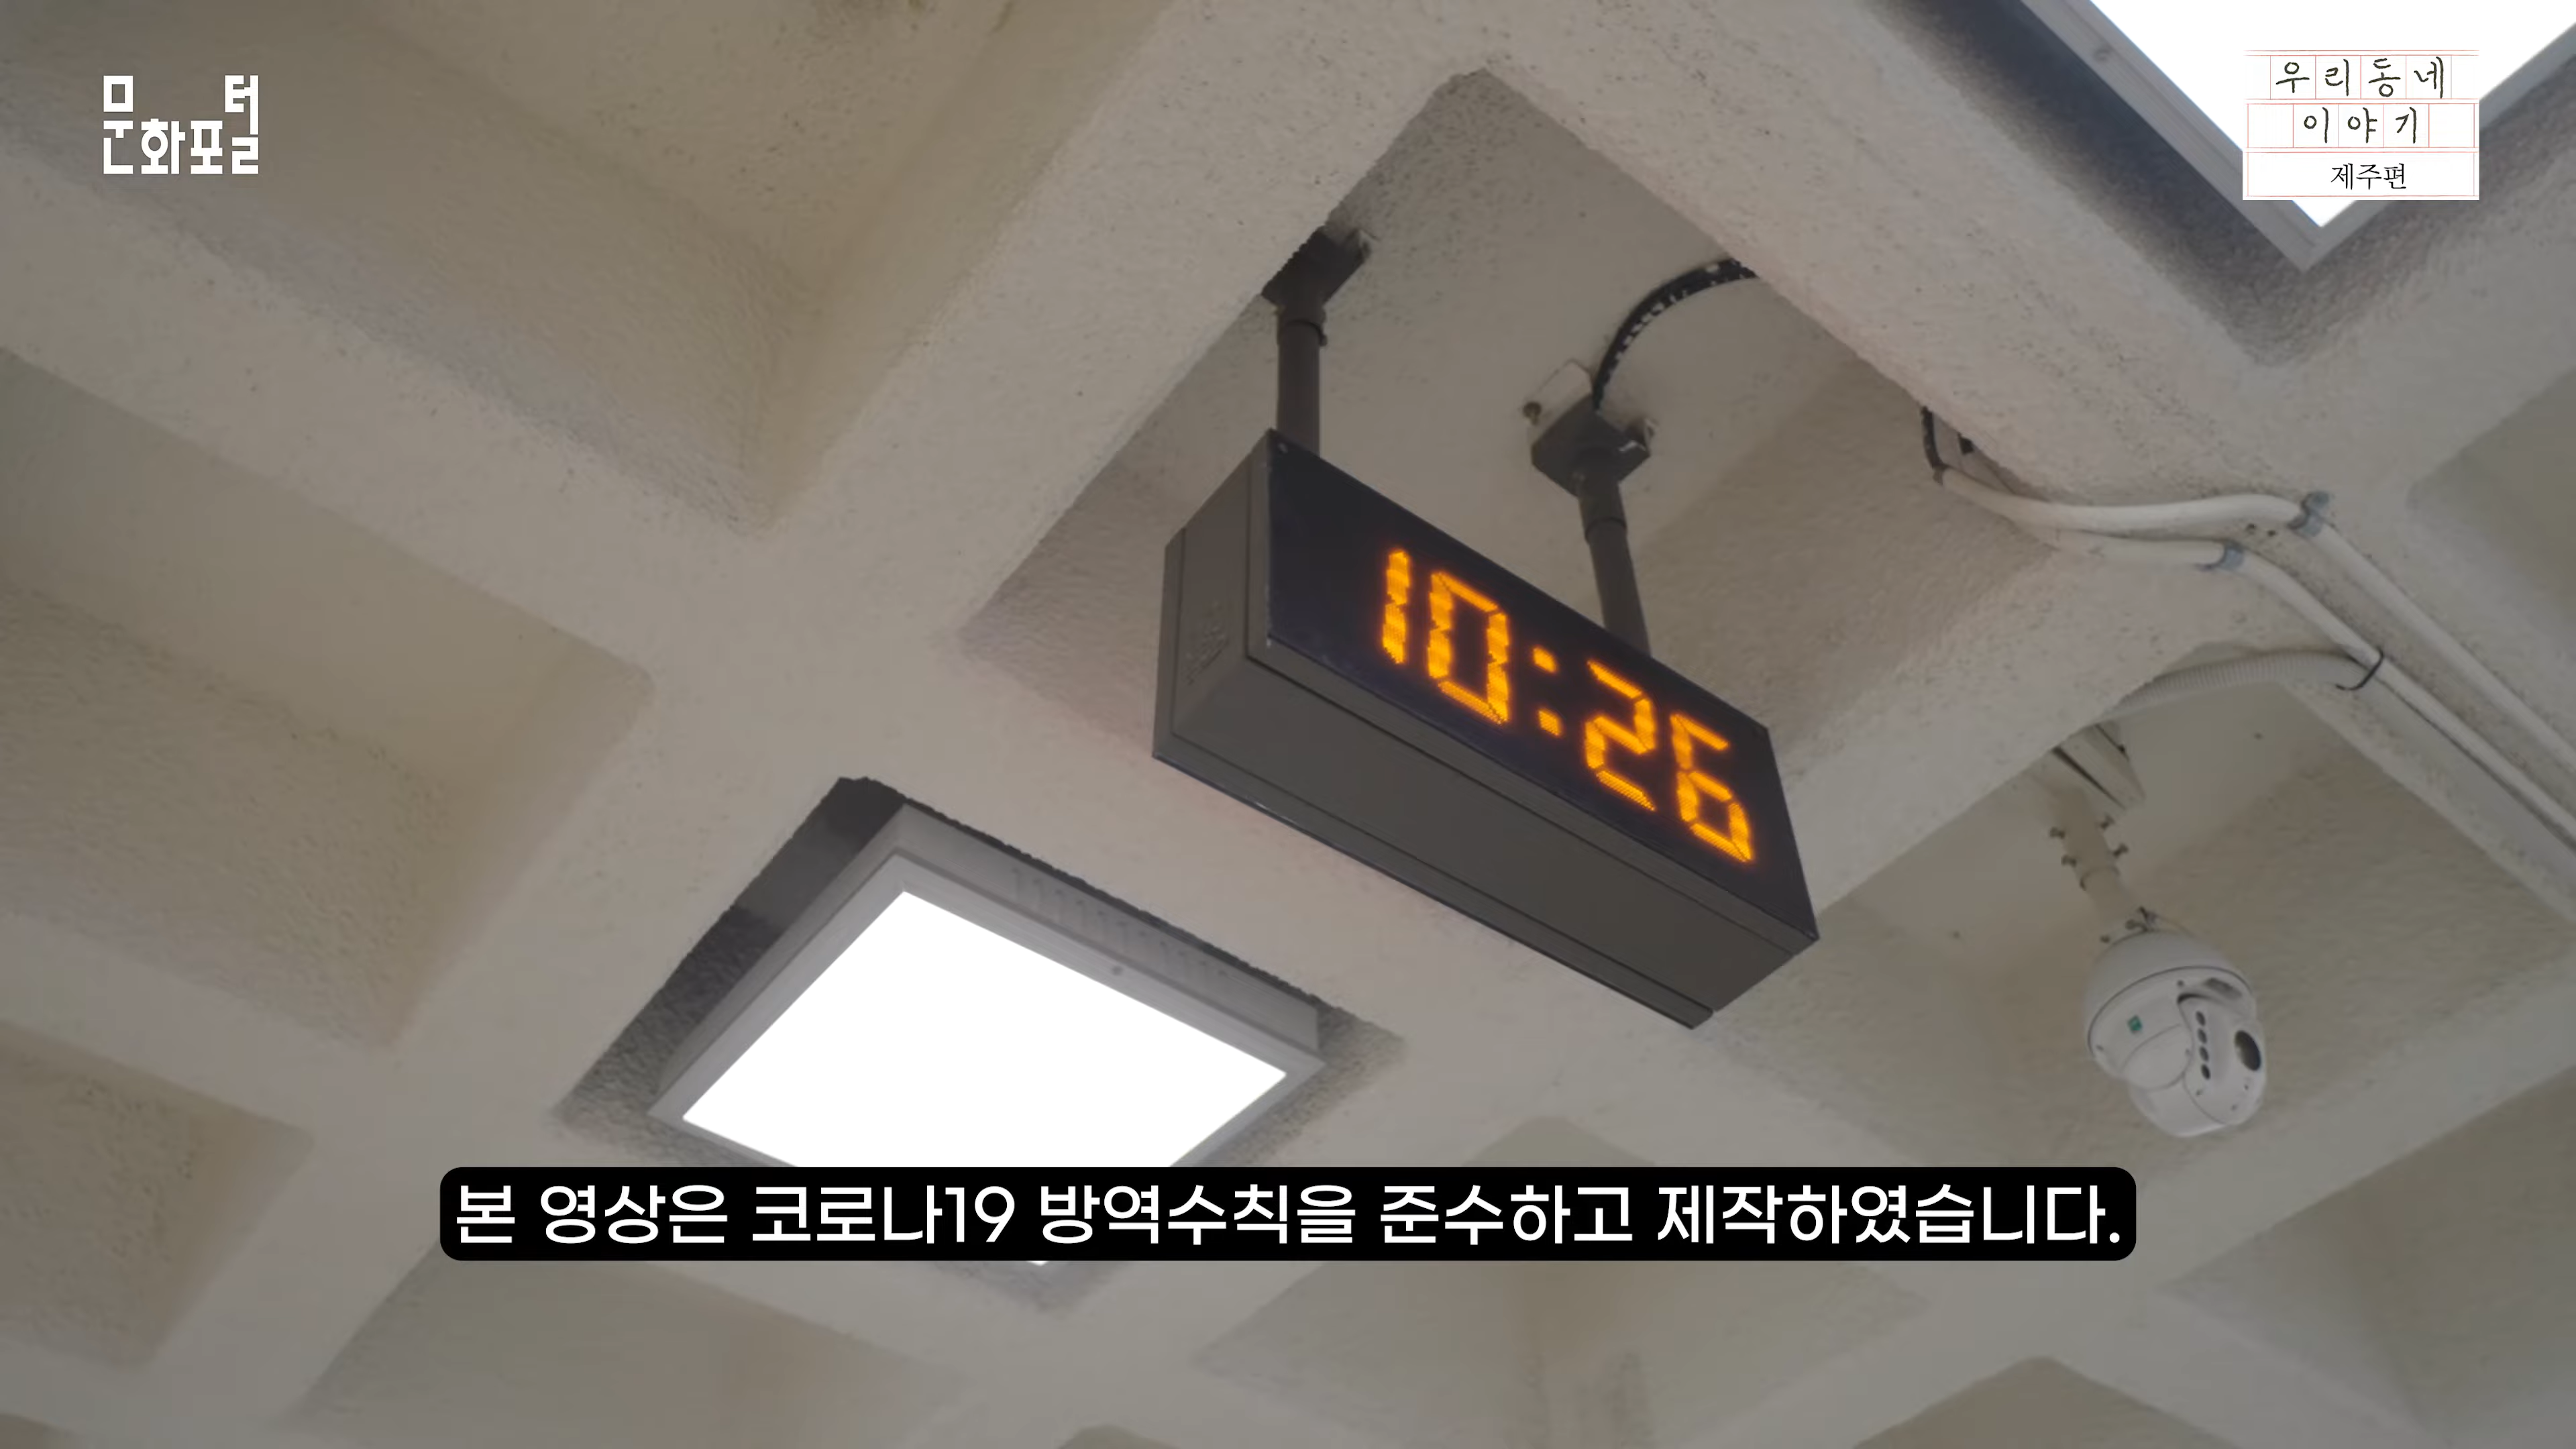 문화포털
우리동네
이야기
제주편
10:26
본 영상은 코로나19 방역수칙을 준수하고 제작하였습니다.